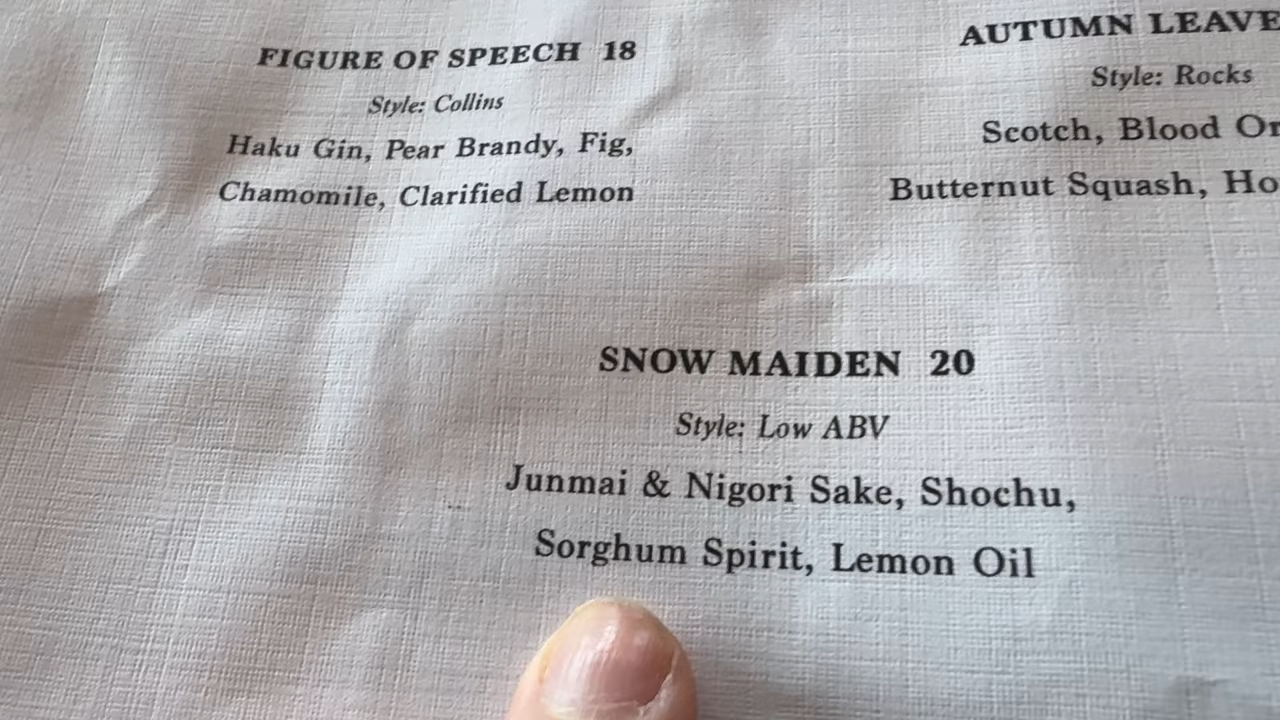 FIGURE OF SPEECH 18
Style: Collins
Haku Gin, Pear Brandy, Fig,
Chamomile, Clarified Lemon
AUTUMN
Style: Rocks
Scotch, Blood
Butternut Squash,
SNOW MAIDEN 20
Style: Low ABV
Junmai & Nigori Sake, Shochu,
Sorghum Spirit, Lemon Oil